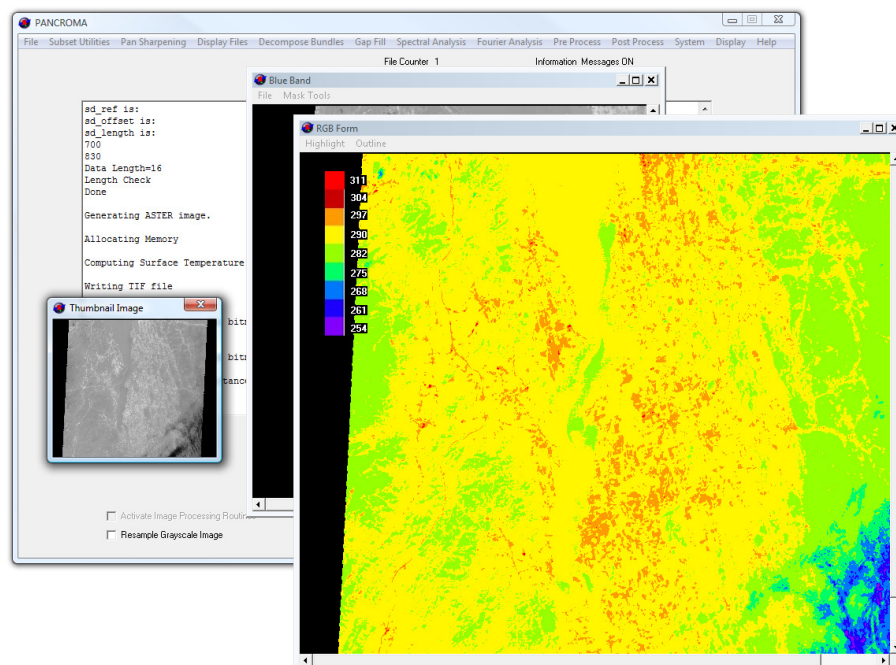 PANCROMA
File Subset Utilities Pan Sharpening Display Files Decompose Bundles Gap Fill Spectral Analysis Fourier Analysis Pre Process Post Process System Display Help
File Counter 1 Information Messages ON
Blue Band
File Mask Tools
sd_ref is:
sd_offset is:
sd_length is:
700
830
Data Length=16
Length Check
Done
Generating ASTER image.
Allocating Memory
Computing Surface Temperature
Writing TIF file
RGB Form
Highlight Outline
311
304
297
290
282
275
268
261
254
Thumbnail Image
Activate Image Processing
Resample Grayscale Image